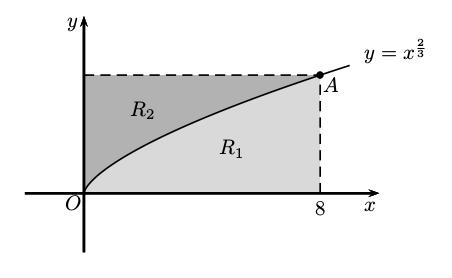 y
y = x^{2/3}
A
R₂
R₁
O
8
x